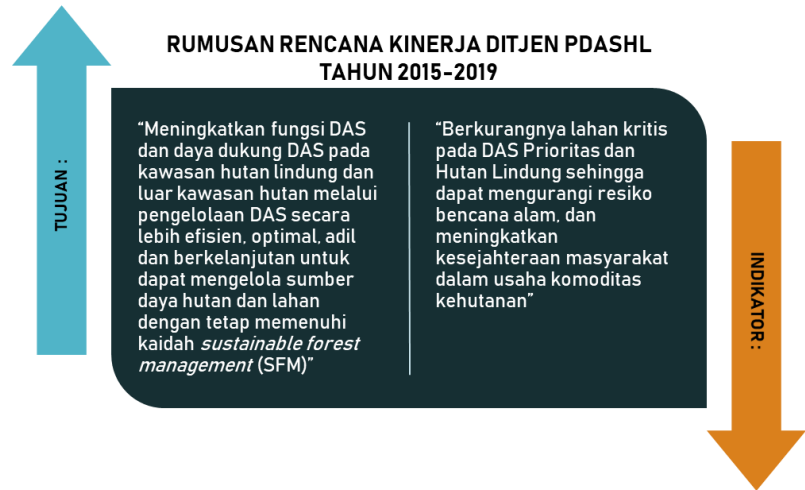 RUMUSAN RENCANA KINERJA DITJEN PDASHL
TAHUN 2015-2019
TUJUAN :
“Meningkatkan fungsi DAS
dan daya dukung DAS pada
kawasan hutan lindung dan
luar kawasan hutan melalui
pengelolaan DAS secara
lebih efisien, optimal, adil
dan berkelanjutan untuk
dapat mengelola sumber
daya hutan dan lahan
dengan tetap memenuhi
kaidah sustainable forest
management (SFM)”
“Berkurangnya lahan kritis
pada DAS Prioritas dan
Hutan Lindung sehingga
dapat mengurangi resiko
bencana alam, dan
meningkatkan
kesejahteraan masyarakat
dalam usaha komoditas
kehutanan”
INDIKATOR :